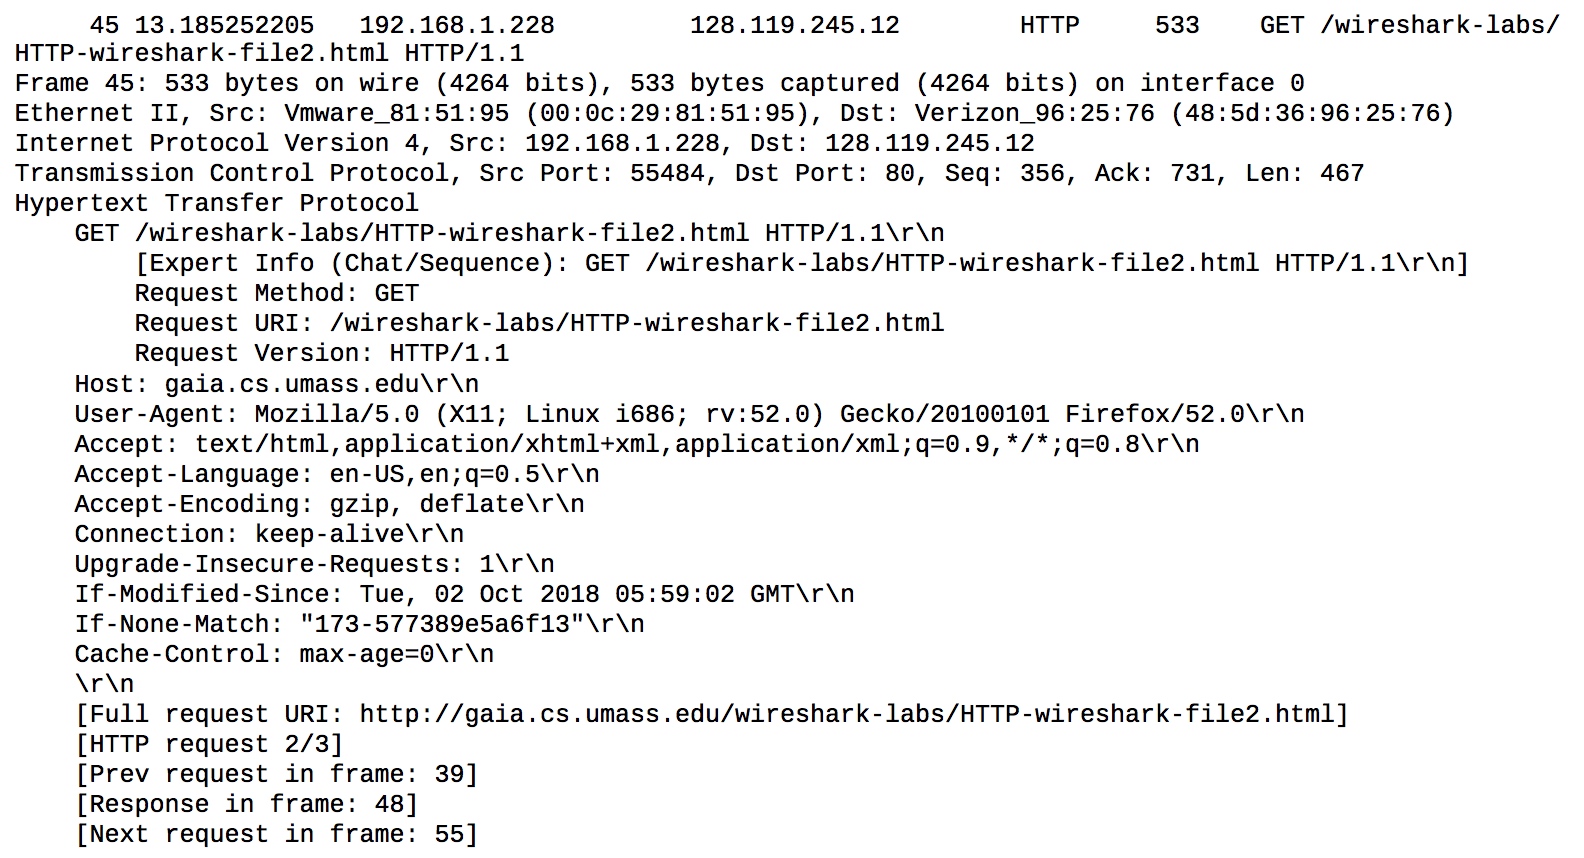 45 13.185252205 192.168.1.228 128.119.245.12 HTTP 533 GET /wireshark-labs/
HTTP-wireshark-file2.html HTTP/1.1
Frame 45: 533 bytes on wire (4264 bits), 533 bytes captured (4264 bits) on interface 0
Ethernet II, Src: Vmware_81:51:95 (00:0c:29:81:51:95), Dst: Verizon_96:25:76 (48:5d:36:96:25:76)
Internet Protocol Version 4, Src: 192.168.1.228, Dst: 128.119.245.12
Transmission Control Protocol, Src Port: 55484, Dst Port: 80, Seq: 356, Ack: 731, Len: 467
Hypertext Transfer Protocol
GET /wireshark-labs/HTTP-wireshark-file2.html HTTP/1.1\r\n
[Expert Info (Chat/Sequence): GET /wireshark-labs/HTTP-wireshark-file2.html HTTP/1.1\r\n]
Request Method: GET
Request URI: /wireshark-labs/HTTP-wireshark-file2.html
Request Version: HTTP/1.1
Host: gaia.cs.umass.edu\r\n
User-Agent: Mozilla/5.0 (X11; Linux i686; rv:52.0) Gecko/20100101 Firefox/52.0\r\n
Accept: text/html,application/xhtml+xml,application/xml;q=0.9,*/*;q=0.8\r\n
Accept-Language: en-US,en;q=0.5\r\n
Accept-Encoding: gzip, deflate\r\n
Connection: keep-alive\r\n
Upgrade-Insecure-Requests: 1\r\n
If-Modified-Since: Tue, 02 Oct 2018 05:59:02 GMT\r\n
If-None-Match: "173-577389e5a6f13"\r\n
Cache-Control: max-age=0\r\n
\r\n
[Full request URI: http://gaia.cs.umass.edu/wireshark-labs/HTTP-wireshark-file2.html]
[HTTP request 2/3]
[Prev request in frame: 39]
[Response in frame: 48]
[Next request in frame: 55]